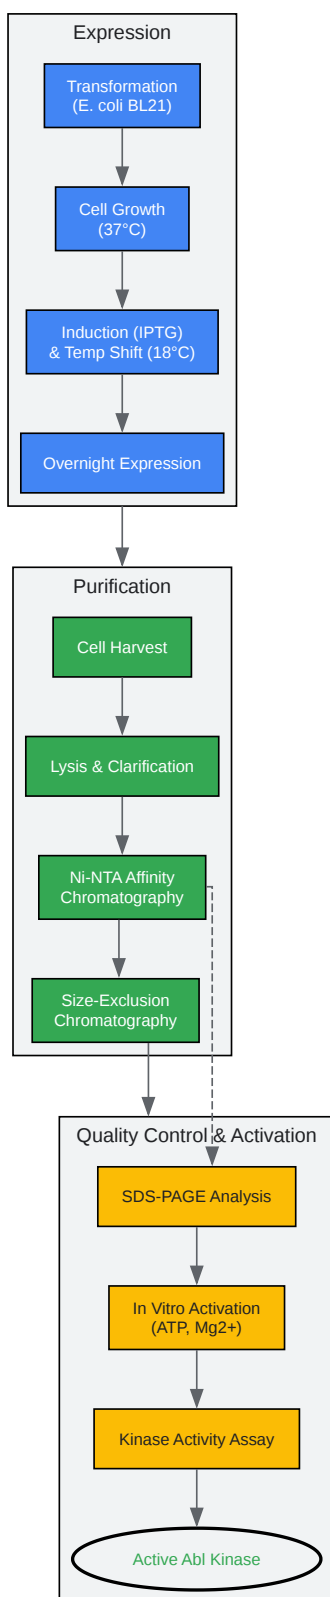 Expression
Transformation
(E. coli BL21)
Cell Growth
(37°C)
Induction (IPTG)
& Temp Shift (18°C)
Overnight Expression
Purification
Cell Harvest
Lysis & Clarification
Ni-NTA Affinity
Chromatography
Size-Exclusion
Chromatography
Quality Control & Activation
SDS-PAGE Analysis
In Vitro Activation
(ATP, Mg2+)
Kinase Activity Assay
Active Abl Kinase